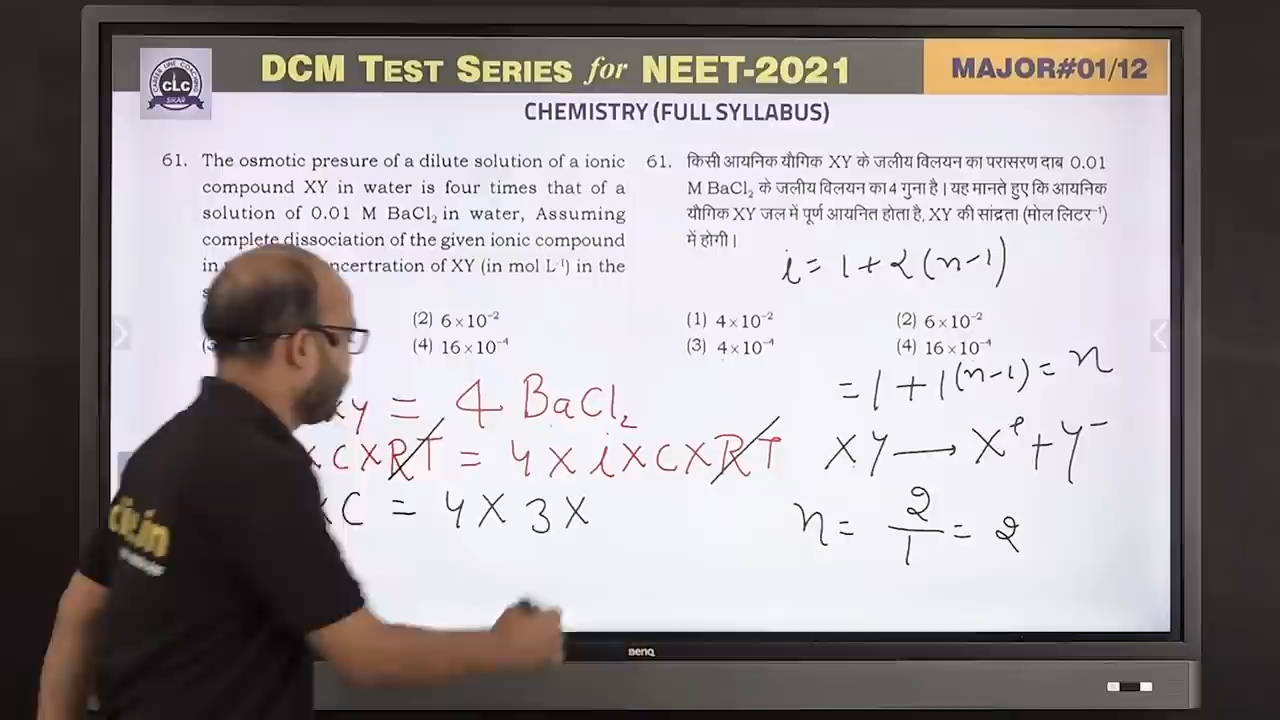 DCM TEST SERIES for NEET-2021
MAJOR#01/12
CLC
SIKAR
CHEMISTRY (FULL SYLLABUS)
61. The osmotic presure of a dilute solution of a ionic
compound XY in water is four times that of a
solution of 0.01 M BaCl₂ in water, Assuming
complete dissociation of the given ionic compound
in ncertration of XY (in mol L⁻¹) in the
(2) 6×10⁻²
(4) 16×10⁻⁴
xy = 4 BaCl₂
×C×RT = 4×i×C×RT
×C = 4×3×
61. किसी आयनिक यौगिक XY के जलीय विलयन का परासरण दाब 0.01
M BaCl₂ के जलीय विलयन का 4 गुना है। यह मानते हुए कि आयनिक
यौगिक XY जल में पूर्ण आयनित होता है, XY की सांद्रता (मोल लिटर⁻¹)
में होगी।
i = 1+α(n-1)
(1) 4×10⁻²
(2) 6×10⁻²
(3) 4×10⁻⁴
(4) 16×10⁻⁴
= 1+1(n-1) = n
XY → X⁺+Y⁻
n = 2/1 = 2
BenQ